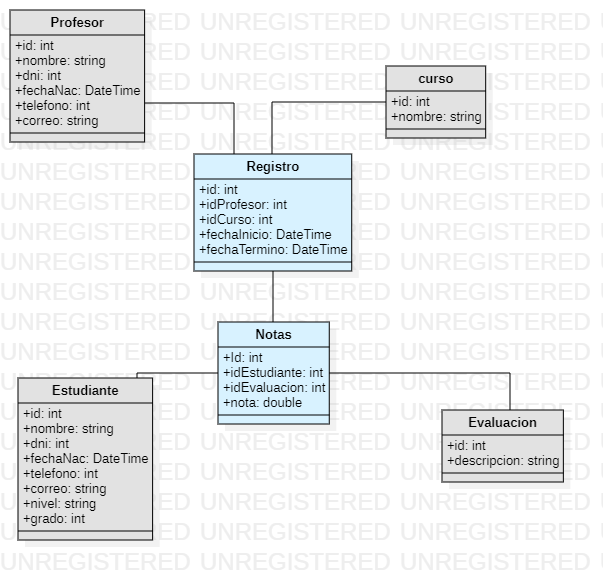 Profesor
+id: int
+nombre: string
+dni: int
+fechaNac: DateTime
+telefono: int
+correo: string
curso
+id: int
+nombre: string
Registro
+id: int
+idProfesor: int
+idCurso: int
+fechaInicio: DateTime
+fechaTermino: DateTime
Notas
+Id: int
+idEstudiante: int
+idEvaluacion: int
+nota: double
Estudiante
+id: int
+nombre: string
+dni: int
+fechaNac: DateTime
+telefono: int
+correo: string
+nivel: string
+grado: int
Evaluacion
+id: int
+descripcion: string
UNREGISTERED